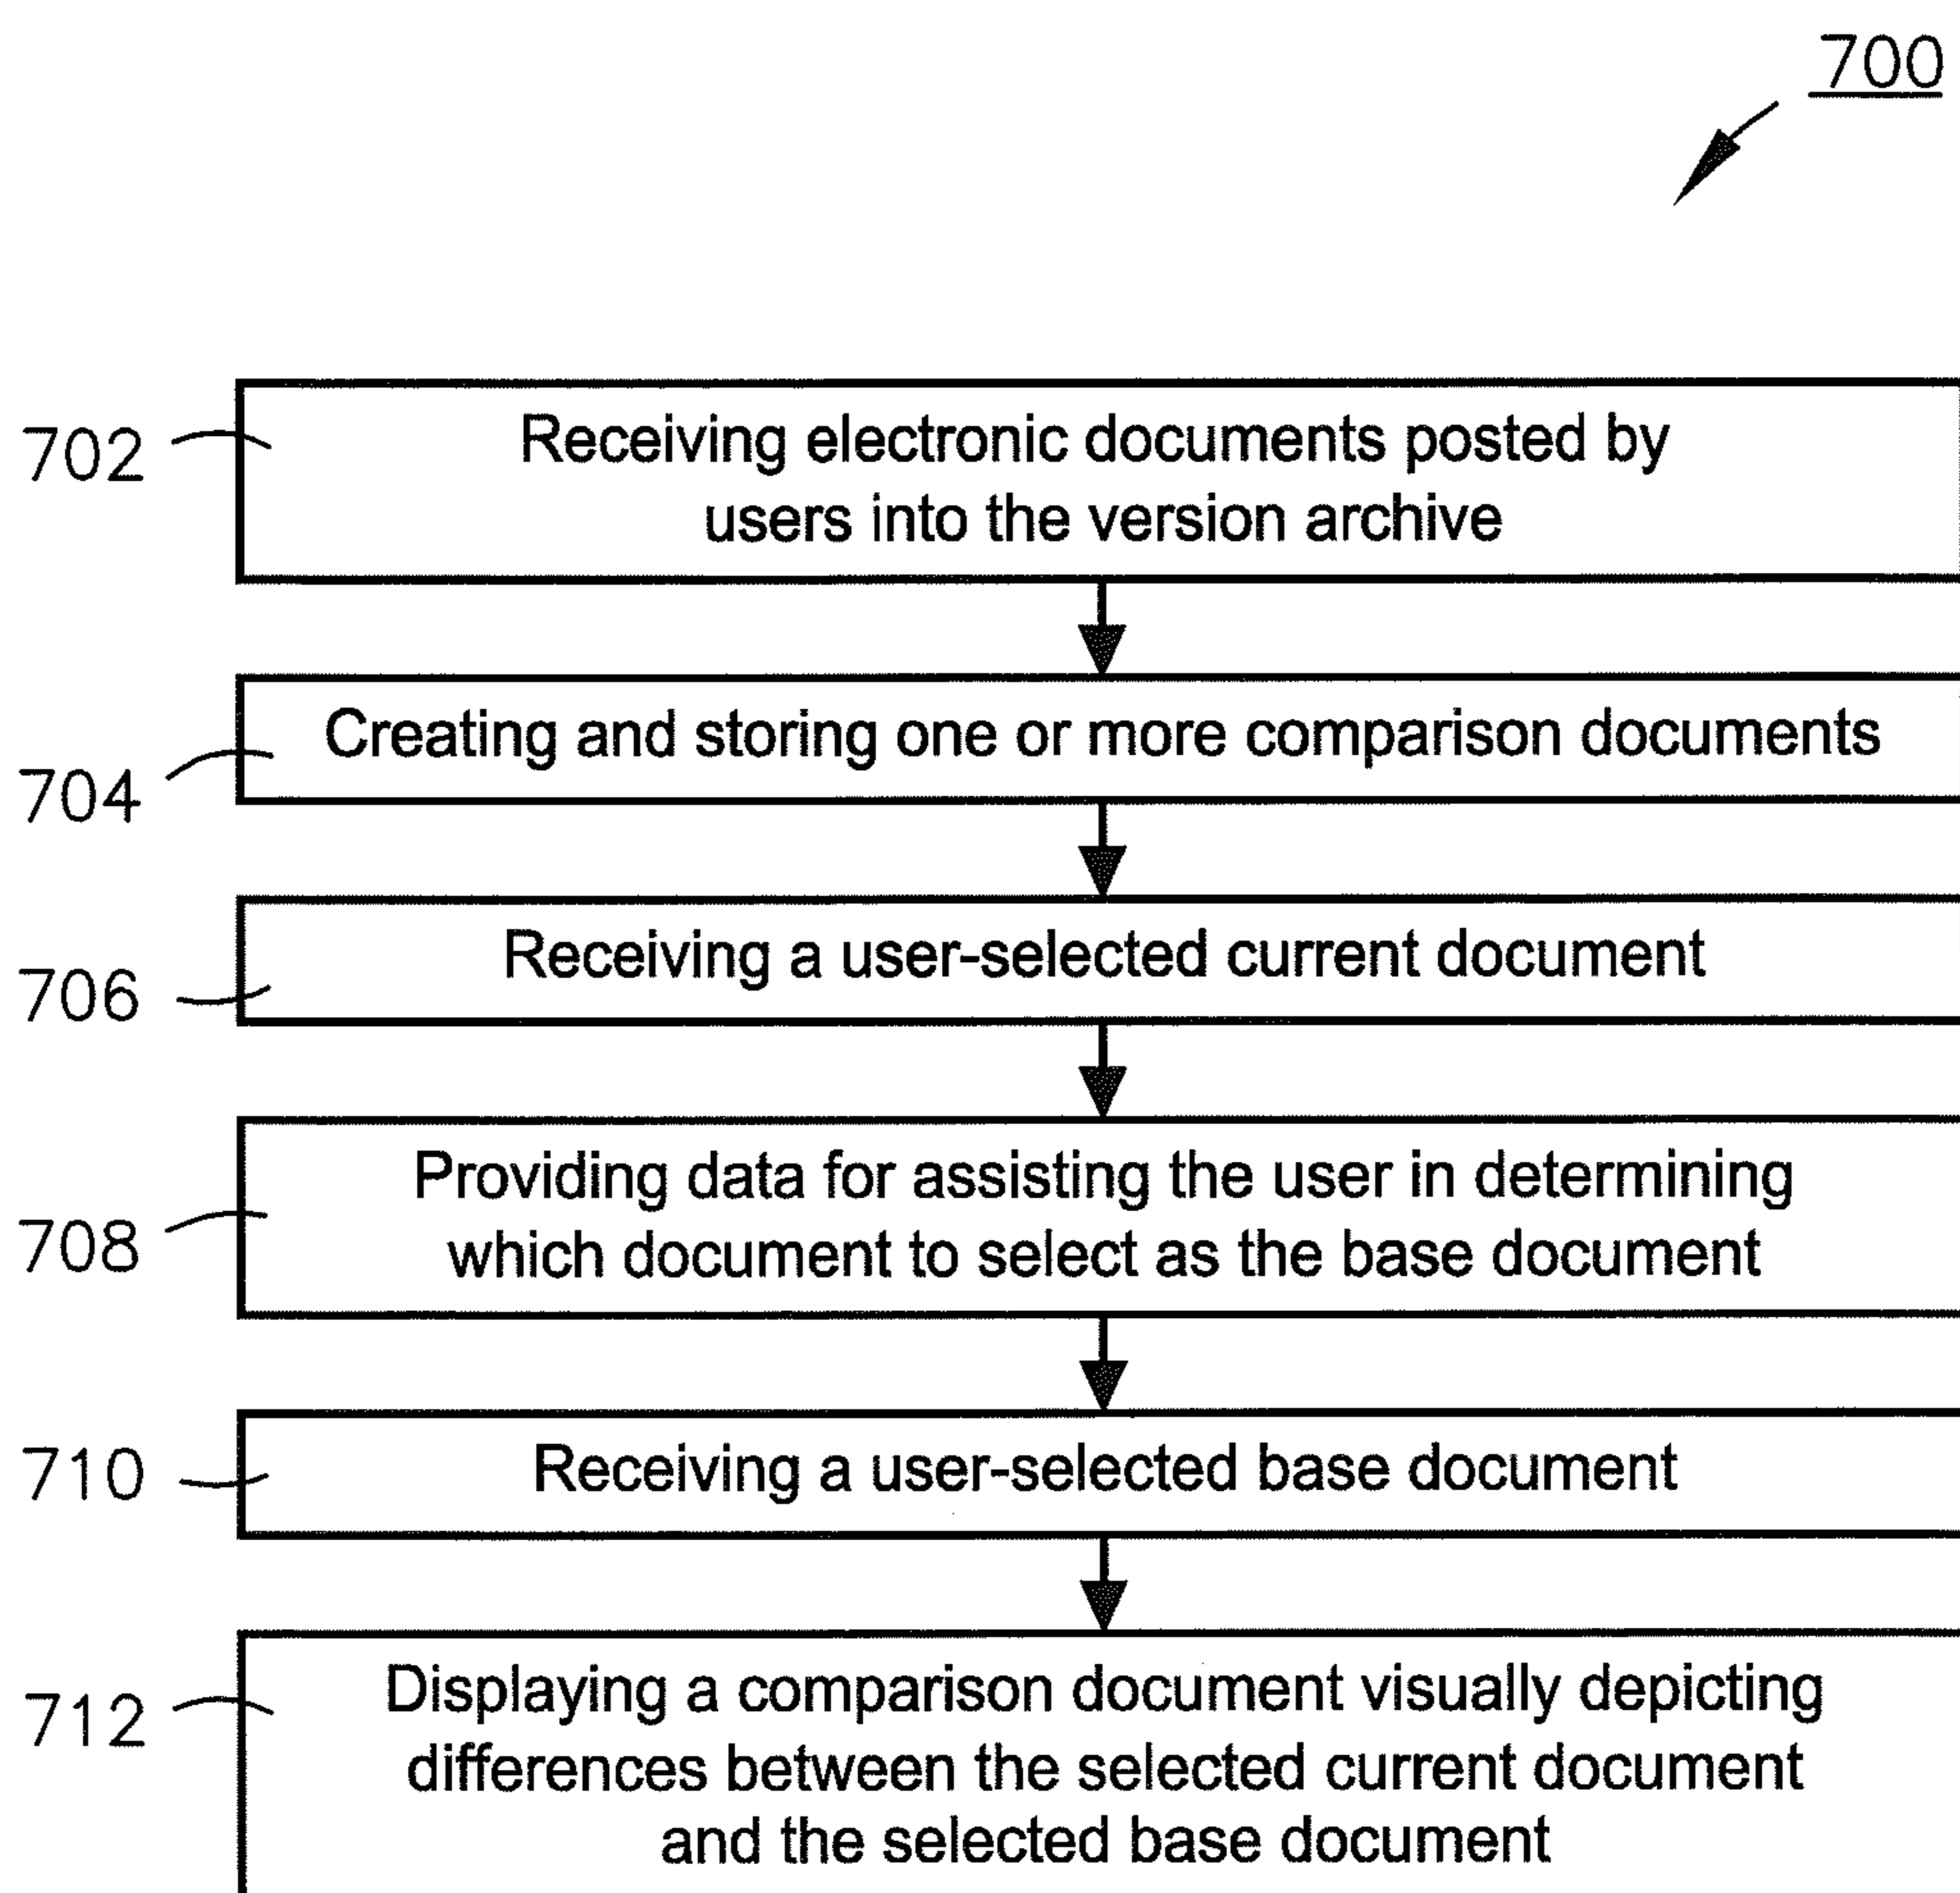 700
702
Receiving electronic documents posted by
users into the version archive
704
Creating and storing one or more comparison documents
706
Receiving a user-selected current document
708
Providing data for assisting the user in determining
which document to select as the base document
710
Receiving a user-selected base document
712
Displaying a comparison document visually depicting
differences between the selected current document
and the selected base document